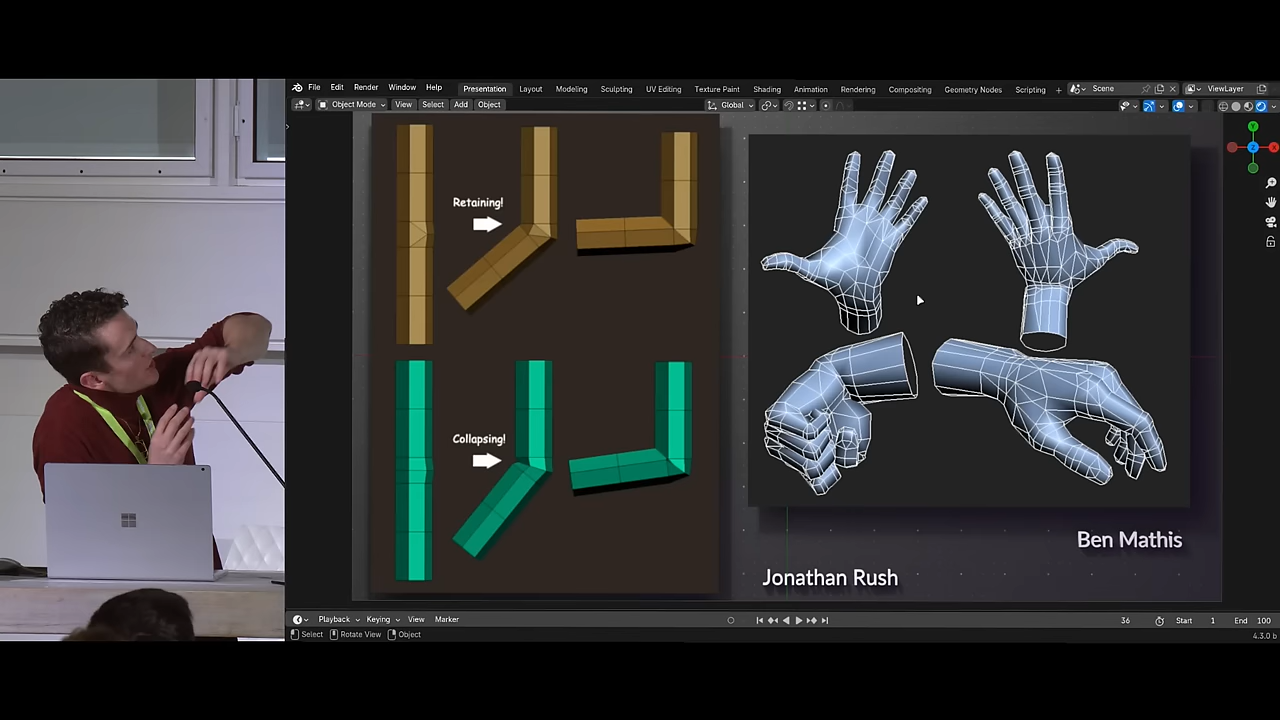 File Edit Render Window Help Presentation Layout Modeling Sculpting UV Editing Texture Paint Shading Animation Rendering Compositing Geometry Nodes Scripting + Scene ViewLayer
Object Mode View Select Add Object Global
Y
Z
X
Retaining!
Collapsing!
Ben Mathis
Jonathan Rush
Playback Keying View Marker 36 Start 1 End 100
Select Rotate View Object 4.3.0 b